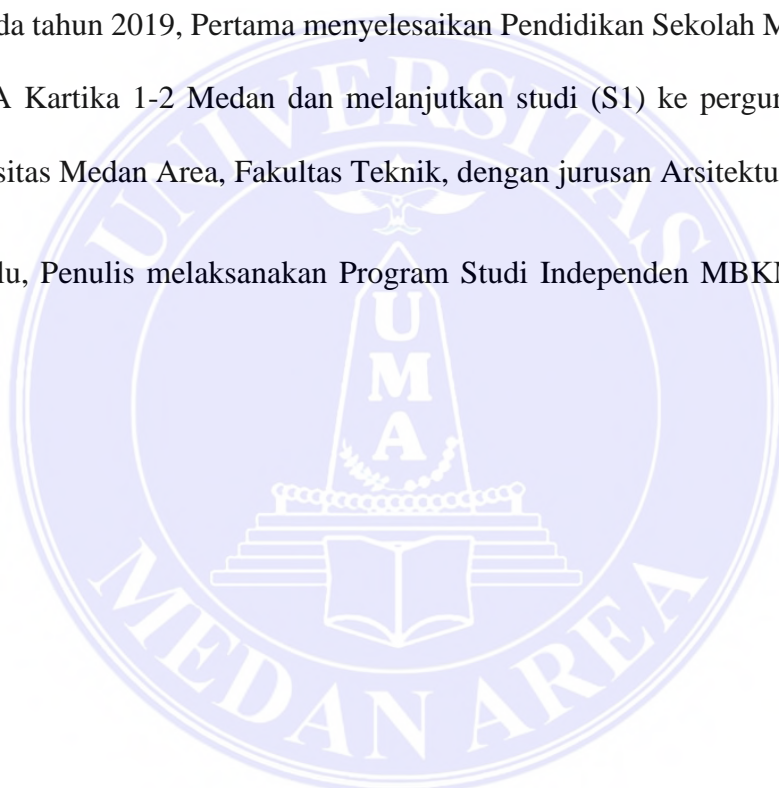 da tahun 2019, Pertama menyelesaikan Pendidikan Sekolah M
A Kartika 1-2 Medan dan melanjutkan studi (S1) ke pergur
sitas Medan Area, Fakultas Teknik, dengan jurusan Arsitektu
lu, Penulis melaksanakan Program Studi Independen MBKM
UNIVERSITAS
UMA
MEDAN AREA